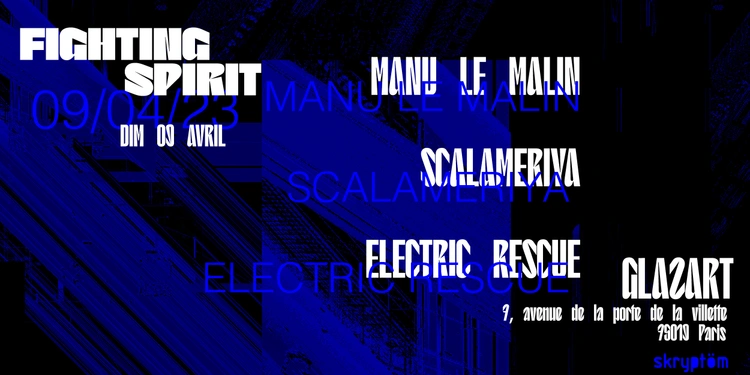 FIGHTING
SPIRIT
09/04/23
DIM 09 AVRIL
MANU LE MALIN
MANU LE MALIN
SCALAMERIYA
SCALAMERIYA
ELECTRIC RESCUE
ELECTRIC RESCUE
GLAZART
9, avenue de la porte de la villette
75019 Paris
skryptöm